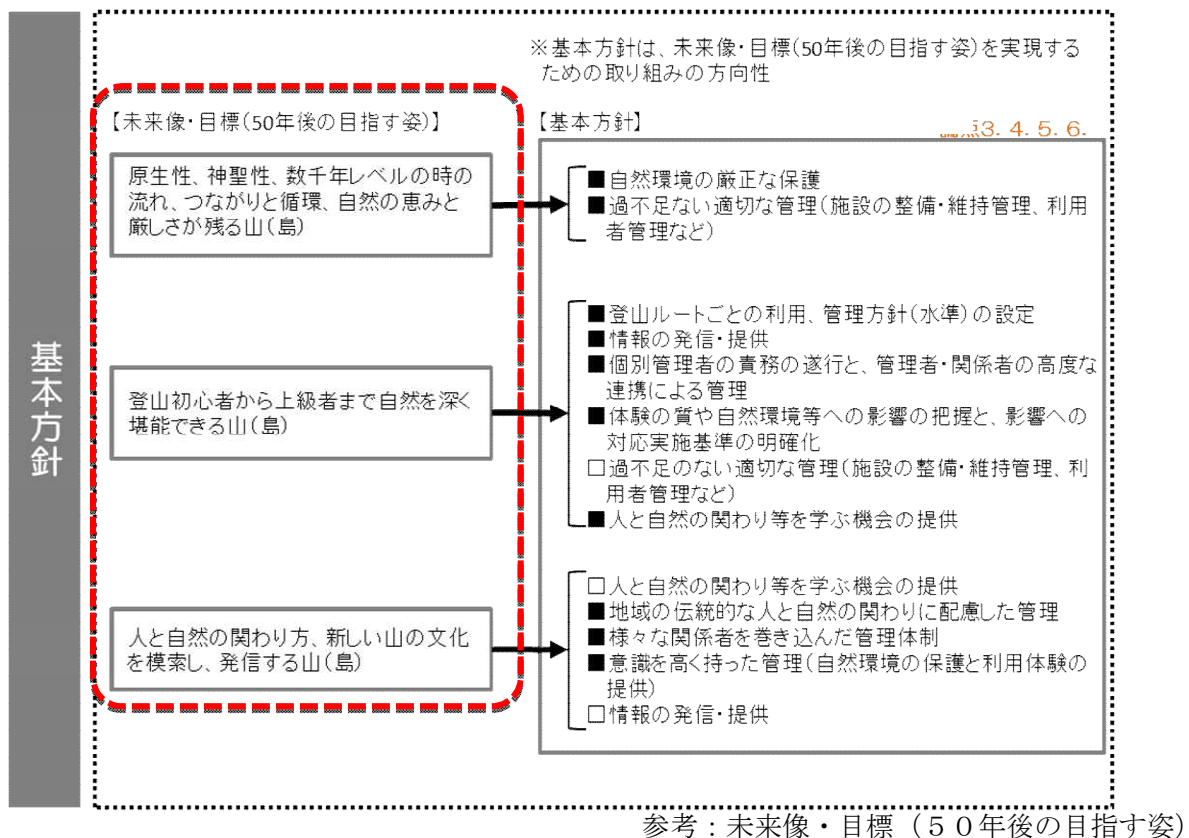 基本方針
※基本方針は、未来像・目標(50年後の目指す姿)を実現する
ための取り組みの方向性
【未来像・目標(50年後の目指す姿)】
原生性、神聖性、数千年レベルの時の
流れ、つながりと循環、自然の恵みと
厳しさが残る山(島)
登山初心者から上級者まで自然を深く
堪能できる山(島)
人と自然の関わり方、新しい山の文化
を模索し、発信する山(島)
【基本方針】
論点3. 4. 5. 6.
■自然環境の厳正な保護
■過不足ない適切な管理(施設の整備・維持管理、利用
者管理など)
■登山ルートごとの利用、管理方針(水準)の設定
■情報の発信・提供
■個別管理者の責務の遂行と、管理者・関係者の高度な
連携による管理
■体験の質や自然環境等への影響の把握と、影響への
対応実施基準の明確化
□過不足のない適切な管理(施設の整備・維持管理、利
用者管理など)
■人と自然の関わり等を学ぶ機会の提供
□人と自然の関わり等を学ぶ機会の提供
■地域の伝統的な人と自然の関わりに配慮した管理
■様々な関係者を巻き込んだ管理体制
■意識を高く持った管理(自然環境の保護と利用体験の
提供)
□情報の発信・提供
参考：未来像・目標（５０年後の目指す姿）